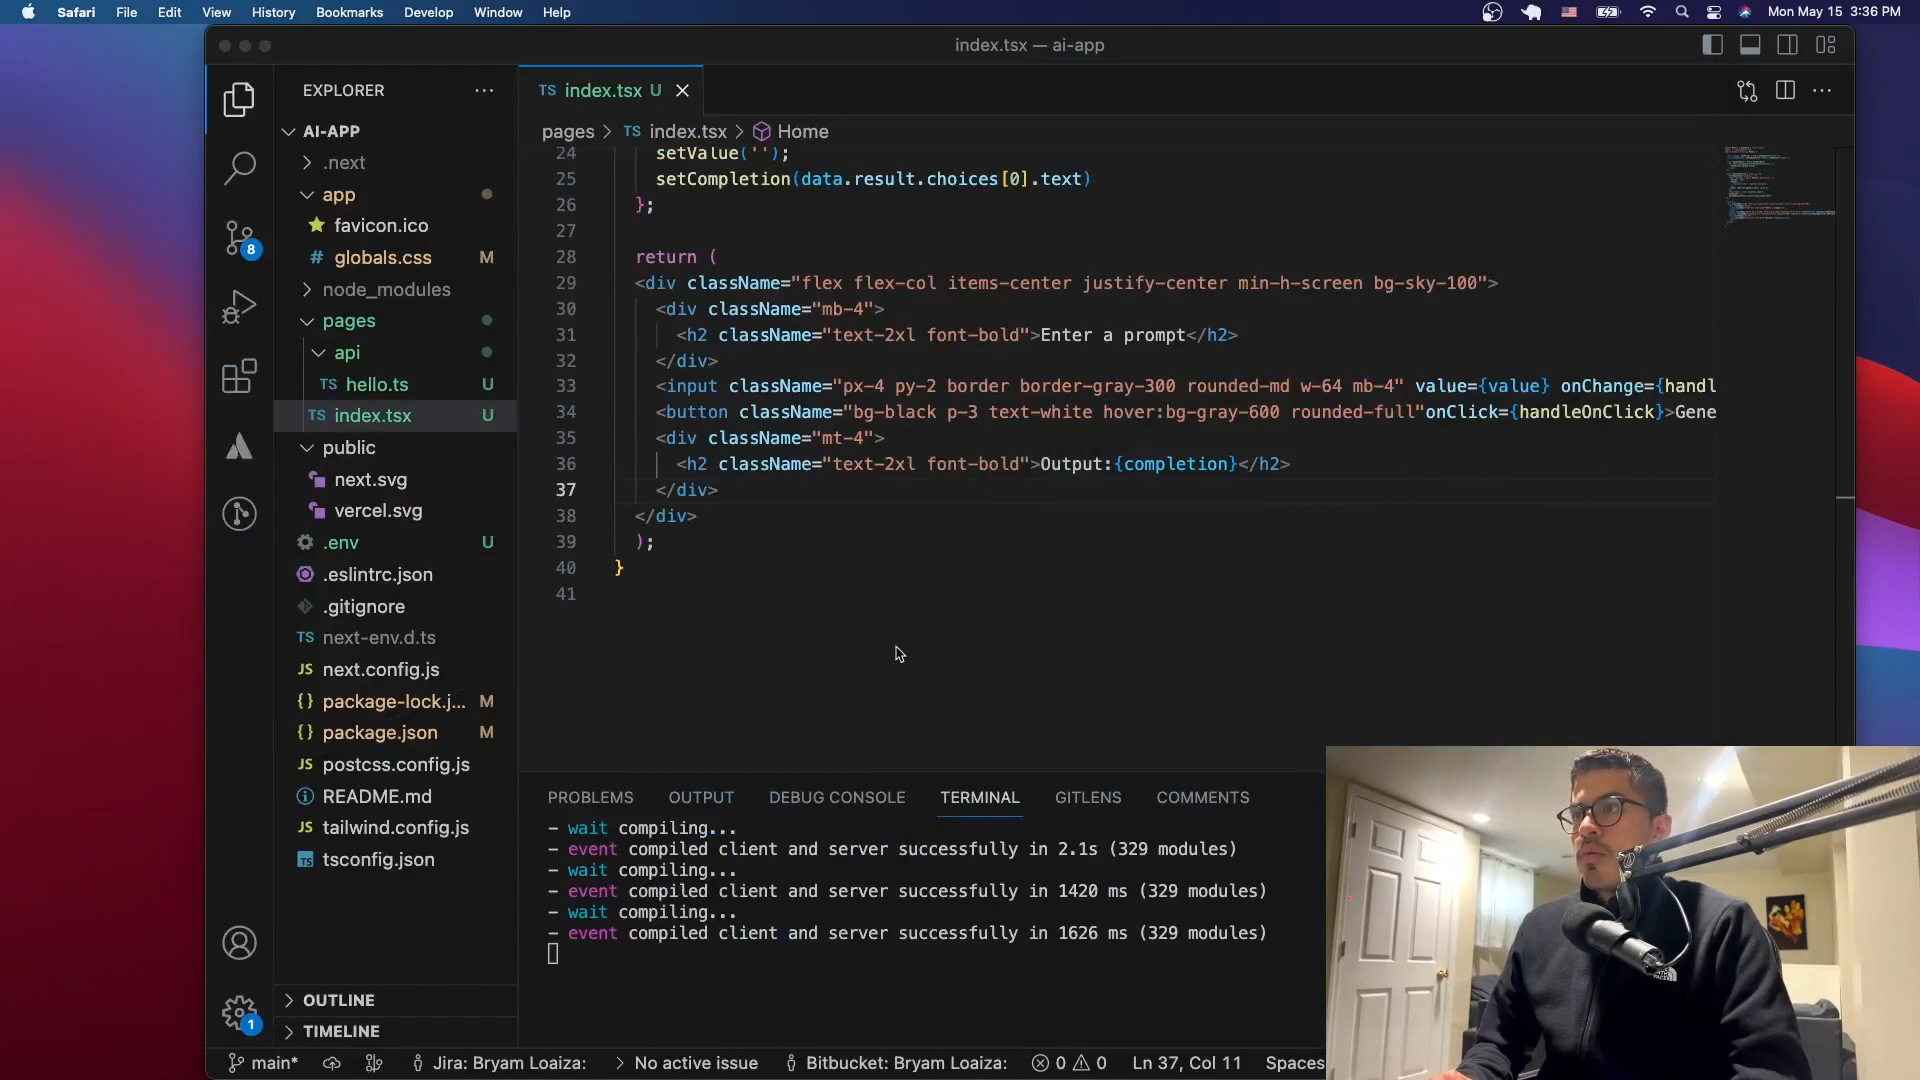 Safari File Edit View History Bookmarks Develop Window Help Mon May 15 3:36 PM
index.tsx — ai-app
EXPLORER
AI-APP
.next
app
favicon.ico
# globals.css M
node_modules
pages
api
TS hello.ts U
TS index.tsx U
public
next.svg
vercel.svg
.env U
.eslintrc.json
.gitignore
TS next-env.d.ts
JS next.config.js
{} package-lock.j... M
{} package.json M
JS postcss.config.js
README.md
JS tailwind.config.js
TS tsconfig.json
OUTLINE
TIMELINE
8
1
TS index.tsx U
pages > TS index.tsx > Home
24 setValue('');
25 setCompletion(data.result.choices[0].text)
26 };
27
28 return (
29 <div className="flex flex-col items-center justify-center min-h-screen bg-sky-100">
30 <div className="mb-4">
31 <h2 className="text-2xl font-bold">Enter a prompt</h2>
32 </div>
33 <input className="px-4 py-2 border border-gray-300 rounded-md w-64 mb-4" value={value} onChange={handl
34 <button className="bg-black p-3 text-white hover:bg-gray-600 rounded-full"onClick={handleOnClick}>Gene
35 <div className="mt-4">
36 <h2 className="text-2xl font-bold">Output:{completion}</h2>
37 </div>
38 </div>
39 );
40 }
41
PROBLEMS OUTPUT DEBUG CONSOLE TERMINAL GITLENS COMMENTS
- wait compiling...
- event compiled client and server successfully in 2.1s (329 modules)
- wait compiling...
- event compiled client and server successfully in 1420 ms (329 modules)
- wait compiling...
- event compiled client and server successfully in 1626 ms (329 modules)
main* Jira: Bryam Loaiza: > No active issue Bitbucket: Bryam Loaiza: 0 0 Ln 37, Col 11 Spaces